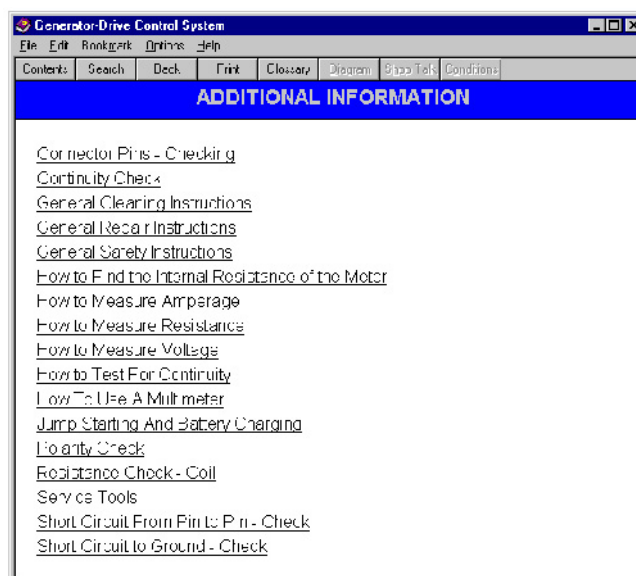 Generator-Drive Control System
File Edit Bookmark Options Help
Contents Search Back Print Glossary Diagram Shop Talk Conditions
ADDITIONAL INFORMATION
Connector Pins - Checking
Continuity Check
General Cleaning Instructions
General Repair Instructions
General Safety Instructions
How to Find the Internal Resistance of the Meter
How to Measure Amperage
How to Measure Resistance
How to Measure Voltage
How to Test For Continuity
How To Use A Multimeter
Jump Starting And Battery Charging
Polarity Check
Resistance Check - Coil
Service Tools
Short Circuit From Pin to Pin - Check
Short Circuit to Ground - Check